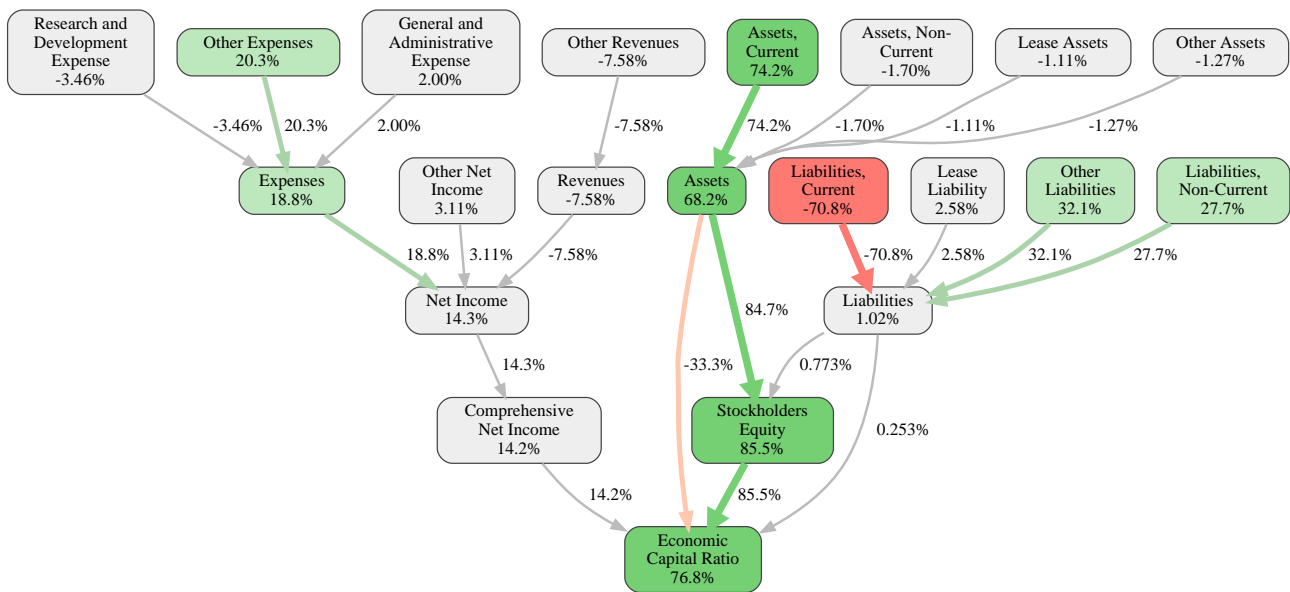 Research and
Development
Expense
-3.46%
Other Expenses
20.3%
General and
Administrative
Expense
2.00%
Other Revenues
-7.58%
Assets,
Current
74.2%
Assets, Non-
Current
-1.70%
Lease Assets
-1.11%
Other Assets
-1.27%
-3.46%
20.3%
2.00%
-7.58%
74.2%
-1.70%
-1.11%
-1.27%
Expenses
18.8%
Other Net
Income
3.11%
Revenues
-7.58%
Assets
68.2%
Liabilities,
Current
-70.8%
Lease
Liability
2.58%
Other
Liabilities
32.1%
Liabilities,
Non-Current
27.7%
18.8%
3.11%
-7.58%
-70.8%
2.58%
32.1%
27.7%
Net Income
14.3%
84.7%
Liabilities
1.02%
14.3%
-33.3%
0.773%
Comprehensive
Net Income
14.2%
Stockholders
Equity
85.5%
0.253%
14.2%
85.5%
Economic
Capital Ratio
76.8%